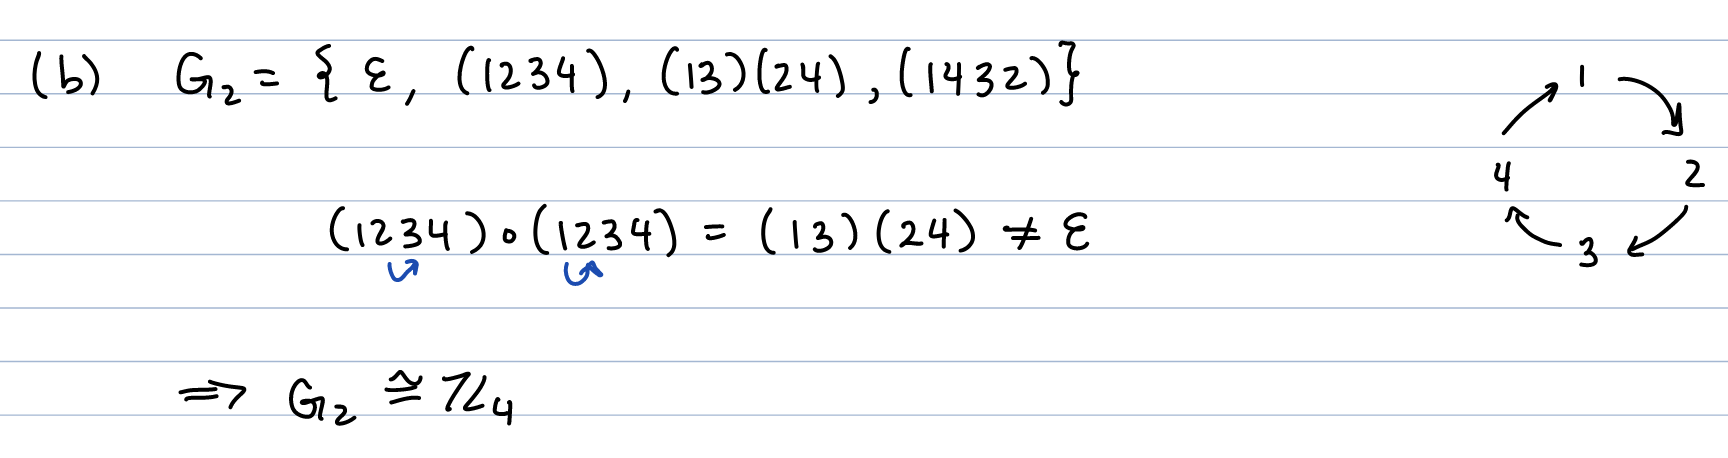 (b) G₂ = { ε, (1234), (13)(24), (1432)}
(1234) ∘ (1234) = (13)(24) ≠ ε
⇒ G₂ ≅ ℤ₄
1
4 2
3